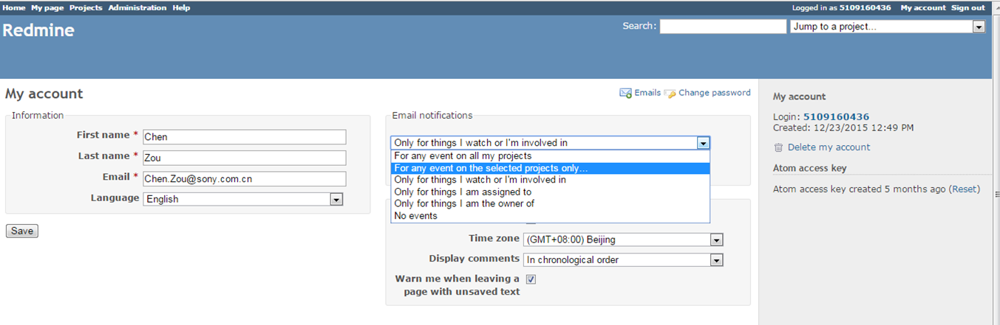 Home My page Projects Administration Help
Logged in as 5109160436 My account Sign out
Redmine
Search:
Jump to a project...
My account
Emails
Change password
Information
First name * Chen
Last name * Zou
Email * Chen.Zou@sony.com.cn
Language English
Save
Email notifications
Only for things I watch or I'm involved in
For any event on all my projects
For any event on the selected projects only...
Only for things I watch or I'm involved in
Only for things I am assigned to
Only for things I am the owner of
No events
Time zone (GMT+08:00) Beijing
Display comments In chronological order
Warn me when leaving a
page with unsaved text
My account
Login: 5109160436
Created: 12/23/2015 12:49 PM
Delete my account
Atom access key
Atom access key created 5 months ago (Reset)